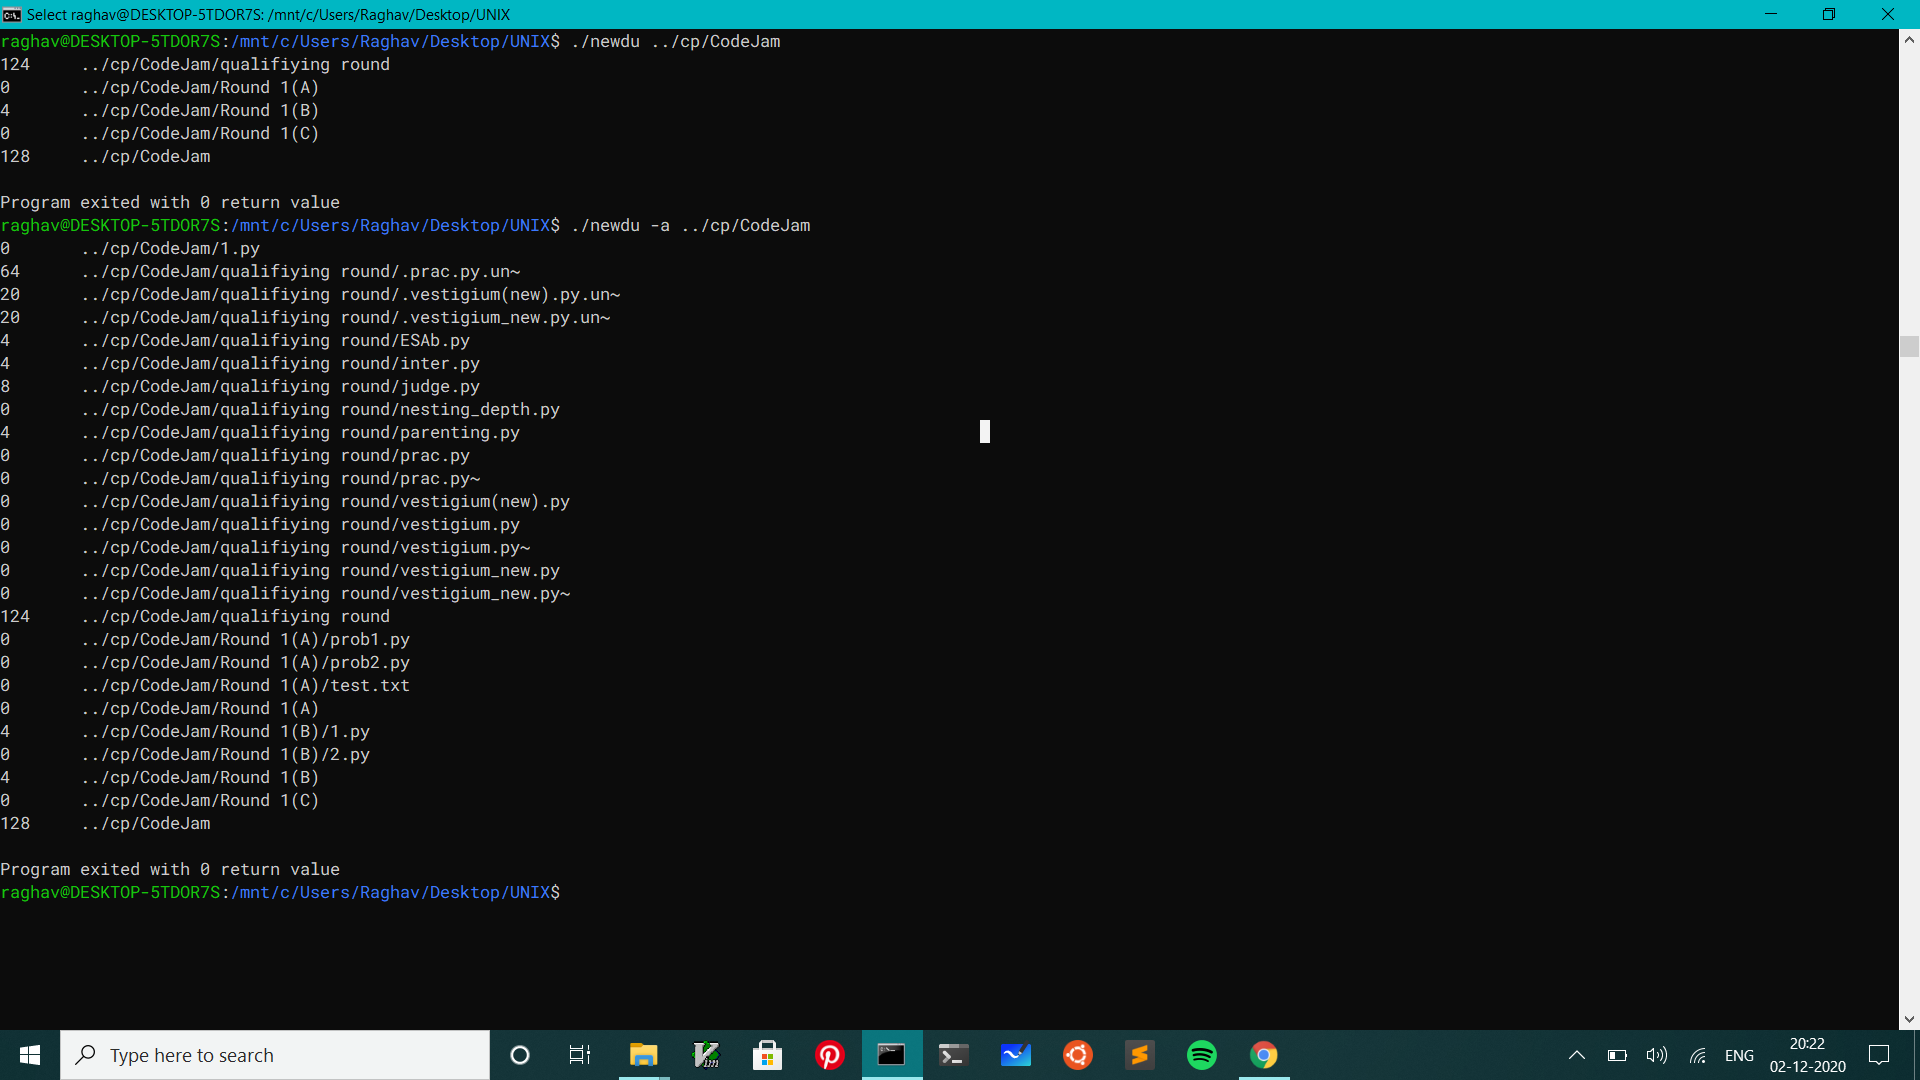 Select raghav@DESKTOP-5TDOR7S: /mnt/c/Users/Raghav/Desktop/UNIX
raghav@DESKTOP-5TDOR7S:/mnt/c/Users/Raghav/Desktop/UNIX$ ./newdu ../cp/CodeJam
124 ../cp/CodeJam/qualifiying round
0 ../cp/CodeJam/Round 1(A)
4 ../cp/CodeJam/Round 1(B)
0 ../cp/CodeJam/Round 1(C)
128 ../cp/CodeJam
Program exited with 0 return value
raghav@DESKTOP-5TDOR7S:/mnt/c/Users/Raghav/Desktop/UNIX$ ./newdu -a ../cp/CodeJam
0 ../cp/CodeJam/1.py
64 ../cp/CodeJam/qualifiying round/.prac.py.un~
20 ../cp/CodeJam/qualifiying round/.vestigium(new).py.un~
20 ../cp/CodeJam/qualifiying round/.vestigium_new.py.un~
4 ../cp/CodeJam/qualifiying round/ESAb.py
4 ../cp/CodeJam/qualifiying round/inter.py
8 ../cp/CodeJam/qualifiying round/judge.py
0 ../cp/CodeJam/qualifiying round/nesting_depth.py
4 ../cp/CodeJam/qualifiying round/parenting.py
0 ../cp/CodeJam/qualifiying round/prac.py
0 ../cp/CodeJam/qualifiying round/prac.py~
0 ../cp/CodeJam/qualifiying round/vestigium(new).py
0 ../cp/CodeJam/qualifiying round/vestigium.py
0 ../cp/CodeJam/qualifiying round/vestigium.py~
0 ../cp/CodeJam/qualifiying round/vestigium_new.py
0 ../cp/CodeJam/qualifiying round/vestigium_new.py~
124 ../cp/CodeJam/qualifiying round
0 ../cp/CodeJam/Round 1(A)/prob1.py
0 ../cp/CodeJam/Round 1(A)/prob2.py
0 ../cp/CodeJam/Round 1(A)/test.txt
0 ../cp/CodeJam/Round 1(A)
4 ../cp/CodeJam/Round 1(B)/1.py
0 ../cp/CodeJam/Round 1(B)/2.py
4 ../cp/CodeJam/Round 1(B)
0 ../cp/CodeJam/Round 1(C)
128 ../cp/CodeJam
Program exited with 0 return value
raghav@DESKTOP-5TDOR7S:/mnt/c/Users/Raghav/Desktop/UNIX$
Type here to search
ENG
20:22
02-12-2020